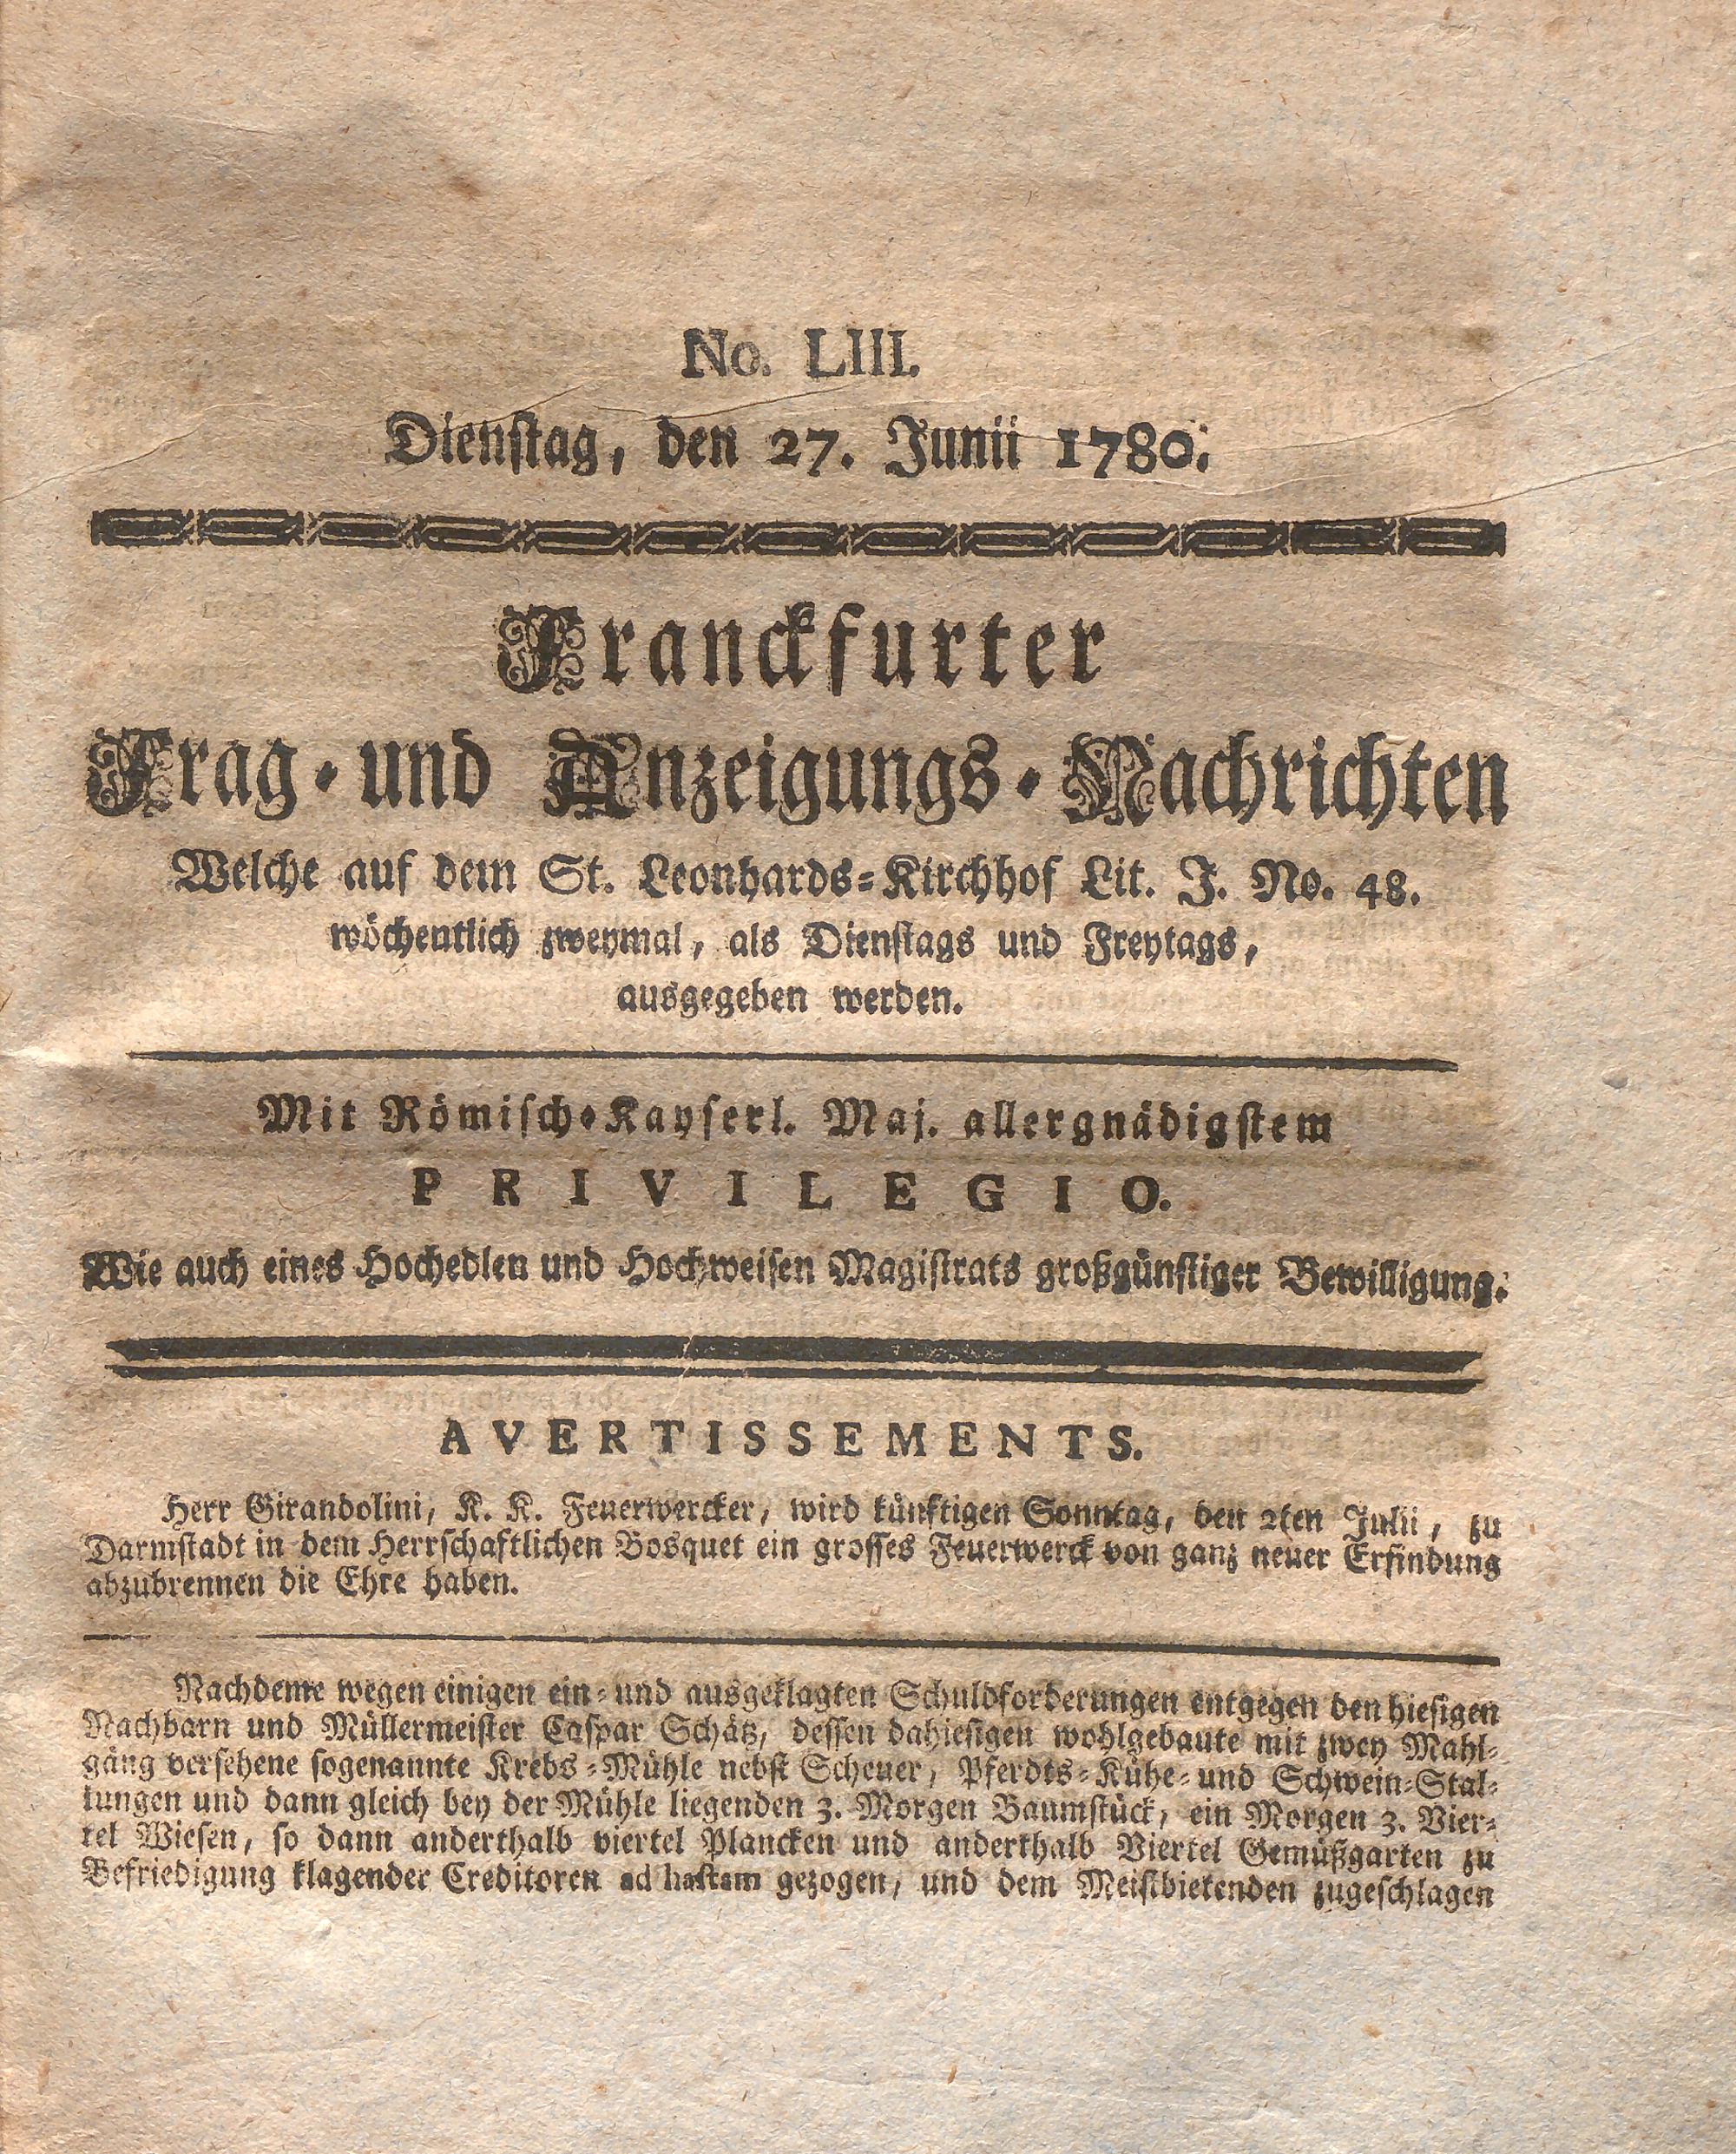 No. LIII.
Dienstag, den 27. Junii 1780.
Franckfurter
Frag- und Anzeigungs-Nachrichten
Welche auf dem St. Leonhards-Kirchhof Lit. J. No. 48.
wöchentlich zweymal, als Dienstags und Freytags,
ausgegeben werden.
Mit Römisch-Kayserl. Maj. allergnädigstem
PRIVILEGIO.
Wie auch eines Hochedlen und Hochweisen Magistrats großgünstiger Bewilligung.
AVERTISSEMENTS.
Herr Girandolini, K. K. Feuerwercker, wird künftigen Sonntag, den 2ten Julii, zu
Darmstadt in dem Herrschaftlichen Bosquet ein grosses Feuerwerck von ganz neuer Erfindung
abzubrennen die Ehre haben.
Nachdeme wegen einigen ein- und ausgeklagten Schuldforderungen entgegen den hiesigen
Nachbarn und Müllermeister Caspar Schätz, dessen dahiesigen wohlgebaute mit zwey Mahl-
gäng versehene sogenannte Krebs-Mühle nebst Scheuer, Pferdts-Kühe- und Schwein-Stal-
lungen und dann gleich bey der Mühle liegenden 3. Morgen Baumstück, ein Morgen 3. Vier-
tel Wiesen, so dann anderthalb viertel Plancken und anderthalb Viertel Gemüßgarten zu
Befriedigung klagender Creditoren ad hastam gezogen, und dem Meistbietenden zugeschlagen